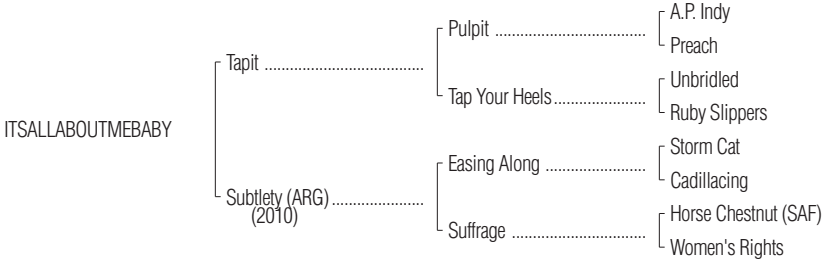 A.P. Indy
Pulpit ....................................
Preach
Tapit ......................................
Unbridled
Tap Your Heels......................
Ruby Slippers
ITSALLABOUTMEBABY
Storm Cat
Easing Along ........................
Cadillacing
Subtlety (ARG)......................
(2010)
Horse Chestnut (SAF)
Suffrage ................................
Women's Rights